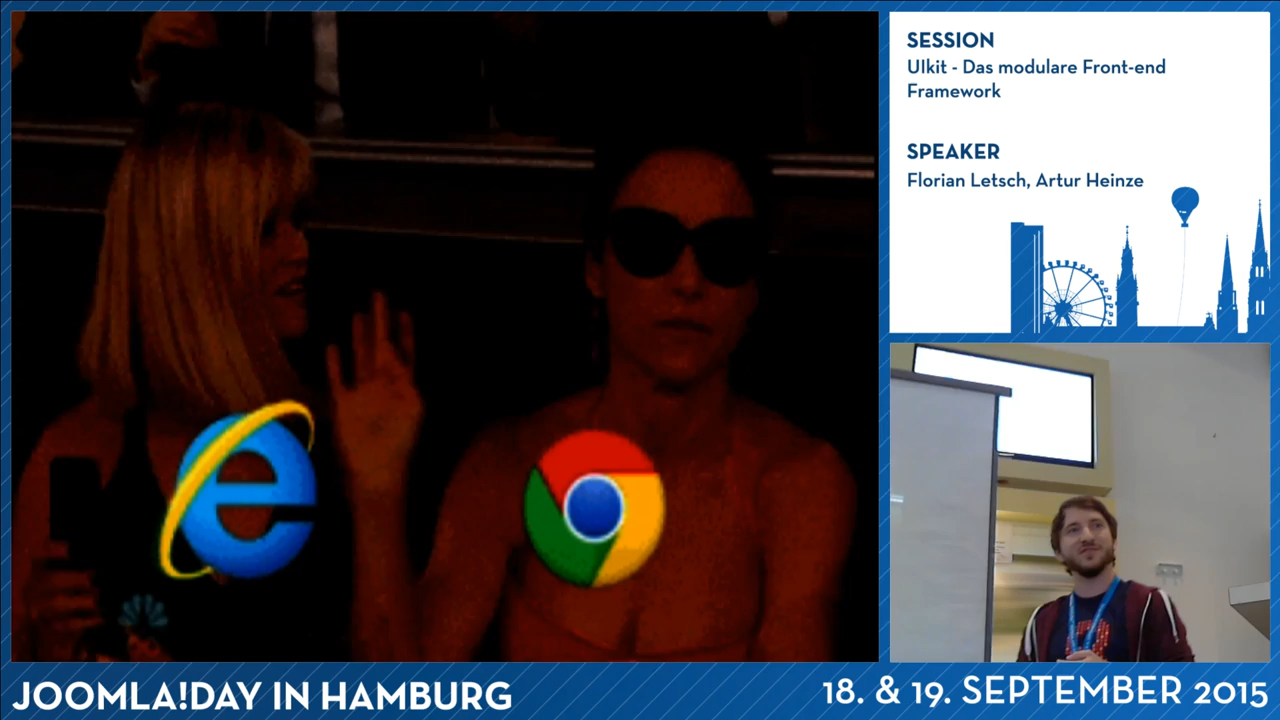 SESSION
UIkit - Das modulare Front-end
Framework
SPEAKER
Florian Letsch, Artur Heinze
JOOMLA!DAY IN HAMBURG
18. & 19. SEPTEMBER 2015